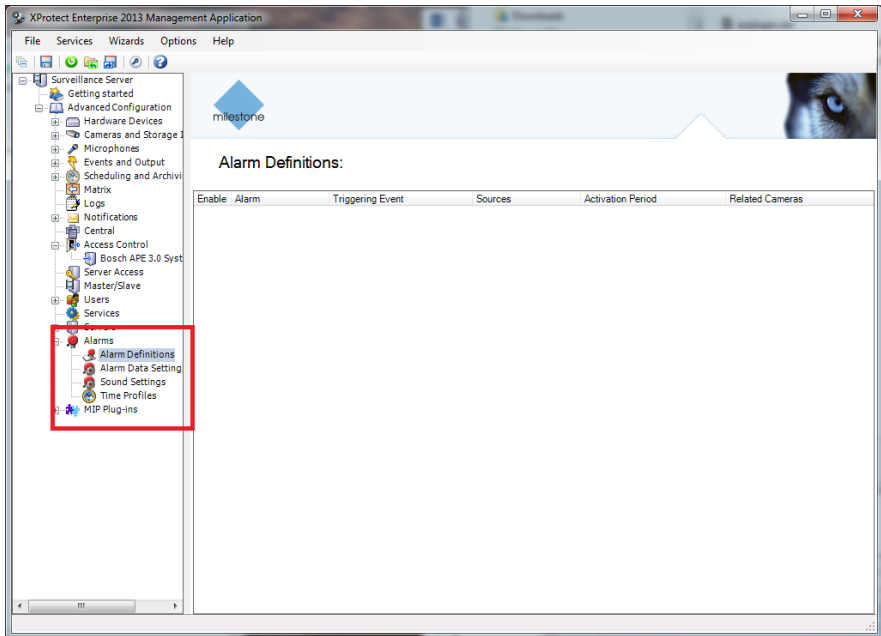 XProtect Enterprise 2013 Management Application
File Services Wizards Options Help
Surveillance Server
Getting started
Advanced Configuration
Hardware Devices
Cameras and Storage I
Microphones
Events and Output
Scheduling and Archivi
Matrix
Logs
Notifications
Central
Access Control
Bosch APE 3.0 Syst
Server Access
Master/Slave
Users
Services
Servers
Alarms
Alarm Definitions
Alarm Data Setting
Sound Settings
Time Profiles
MIP Plug-ins
milestone
Alarm Definitions:
Enable Alarm Triggering Event Sources Activation Period Related Cameras